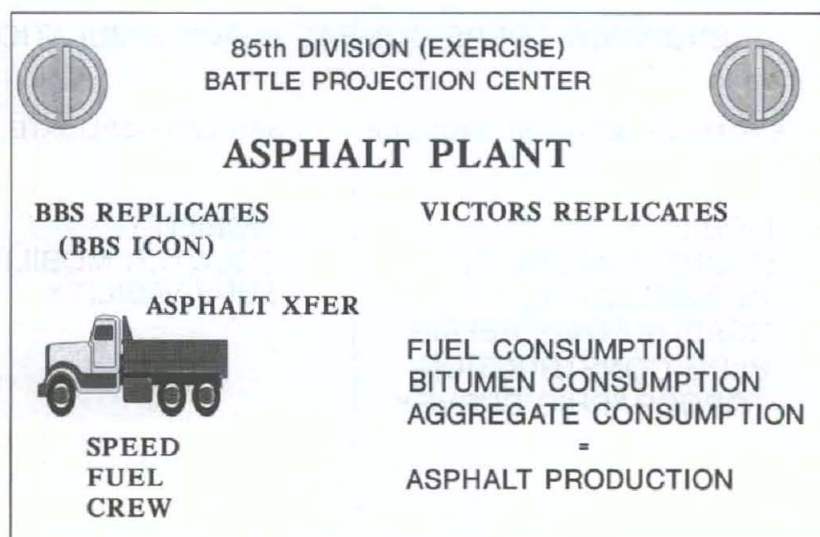 85th DIVISION (EXERCISE)
BATTLE PROJECTION CENTER
ASPHALT PLANT
BBS REPLICATES
(BBS ICON)
ASPHALT XFER
SPEED
FUEL
CREW
VICTORS REPLICATES
FUEL CONSUMPTION
BITUMEN CONSUMPTION
AGGREGATE CONSUMPTION
=
ASPHALT PRODUCTION